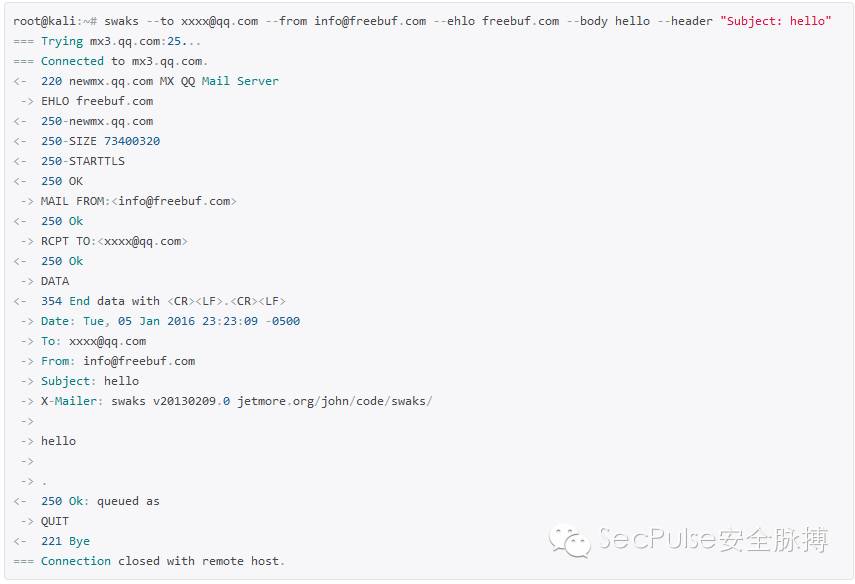 root@kali:~# swaks --to xxxx@qq.com --from info@freebuf.com --ehlo freebuf.com --body hello --header "Subject: hello"
=== Trying mx3.qq.com:25...
=== Connected to mx3.qq.com.
<-  220 newmx.qq.com MX QQ Mail Server
 -> EHLO freebuf.com
<-  250-newmx.qq.com
<-  250-SIZE 73400320
<-  250-STARTTLS
<-  250 OK
 -> MAIL FROM:<info@freebuf.com>
<-  250 Ok
 -> RCPT TO:<xxxx@qq.com>
<-  250 Ok
 -> DATA
<-  354 End data with <CR><LF>.<CR><LF>
 -> Date: Tue, 05 Jan 2016 23:23:09 -0500
 -> To: xxxx@qq.com
 -> From: info@freebuf.com
 -> Subject: hello
 -> X-Mailer: swaks v20130209.0 jetmore.org/john/code/swaks/
 ->
 -> hello
 ->
 -> .
<-  250 Ok: queued as
 -> QUIT
<-  221 Bye
=== Connection closed with remote host.
SecPulse安全脉搏